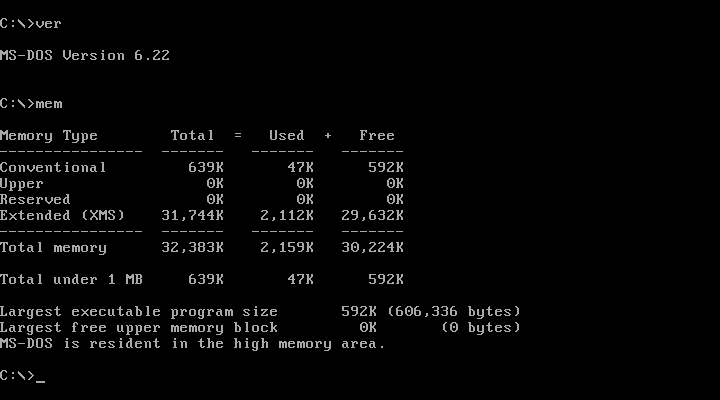 C:\>ver
MS-DOS Version 6.22
C:\>mem
Memory Type        Total  =   Used  +   Free
----------------  -------   -------   -------
Conventional         639K       47K      592K
Upper                  0K        0K        0K
Reserved               0K        0K        0K
Extended (XMS)    31,744K    2,112K   29,632K
----------------  -------   -------   -------
Total memory      32,383K    2,159K   30,224K
Total under 1 MB     639K       47K      592K
Largest executable program size       592K (606,336 bytes)
Largest free upper memory block         0K      (0 bytes)
MS-DOS is resident in the high memory area.
C:\>_